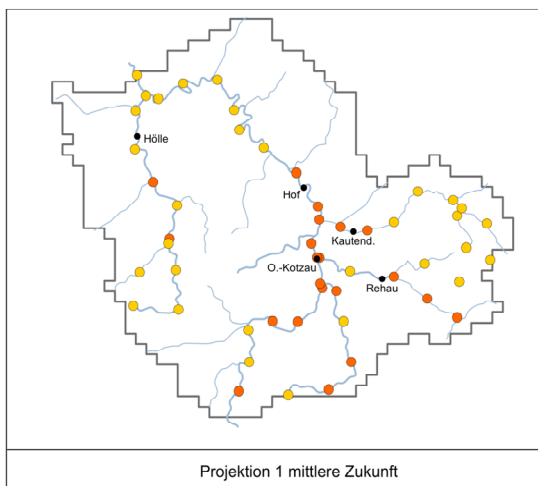 Hölle
Hof
Kautend.
O.-Kotzau
Rehau
Projektion 1 mittlere Zukunft